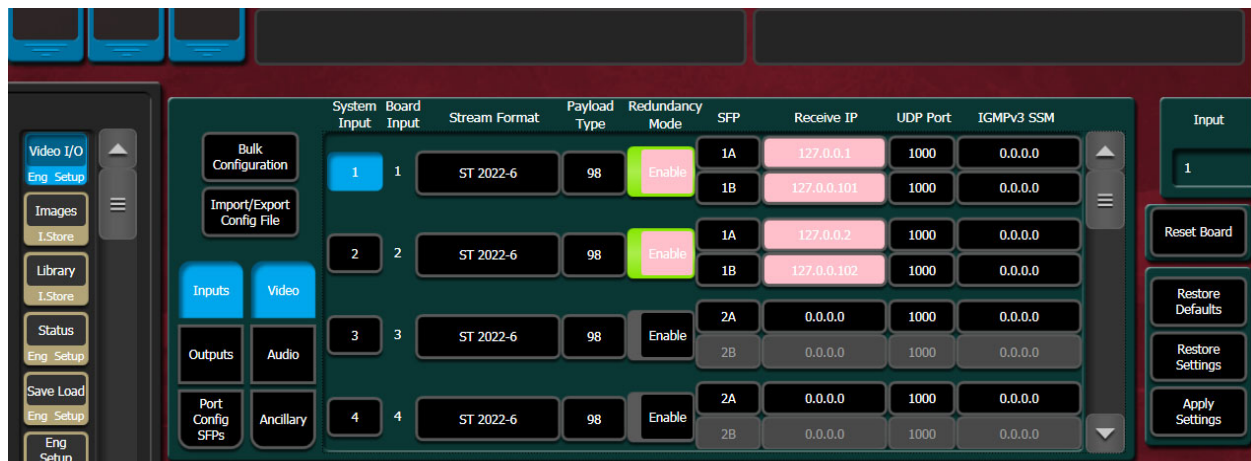 System Board Payload Redundancy
Input Input Stream Format Type Mode SFP Receive IP UDP Port IGMPv3 SSM
Input
1
Video I/O
Eng Setup
Images
I.Store
Library
I.Store
Status
Eng Setup
Save Load
Eng Setup
Eng
Setup
Bulk
Configuration
Import/Export
Config File
Inputs Video
Outputs Audio
Port
Config
SFPs
Ancillary
1 1 ST 2022-6 98 Enable
1A 127.0.0.1 1000 0.0.0.0
1B 127.0.0.101 1000 0.0.0.0
2 2 ST 2022-6 98 Enable
1A 127.0.0.2 1000 0.0.0.0
1B 127.0.0.102 1000 0.0.0.0
3 3 ST 2022-6 98 Enable
2A 0.0.0.0 1000 0.0.0.0
2B 0.0.0.0 1000 0.0.0.0
4 4 ST 2022-6 98 Enable
2A 0.0.0.0 1000 0.0.0.0
2B 0.0.0.0 1000 0.0.0.0
Reset Board
Restore
Defaults
Restore
Settings
Apply
Settings